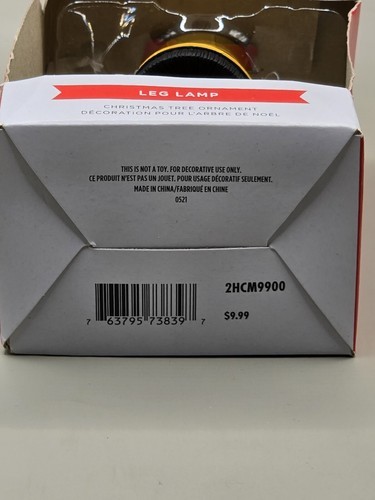 LEG LAMP
CHRISTMAS TREE ORNAMENT
DÉCORATION POUR L'ARBRE DE NOËL
THIS IS NOT A TOY. FOR DECORATIVE USE ONLY.
CE PRODUIT N'EST PAS UN JOUET. POUR USAGE DÉCORATIF SEULEMENT.
MADE IN CHINA/FABRIQUÉ EN CHINE
0521
2HCM9900
$9.99
7 63795 73839 7